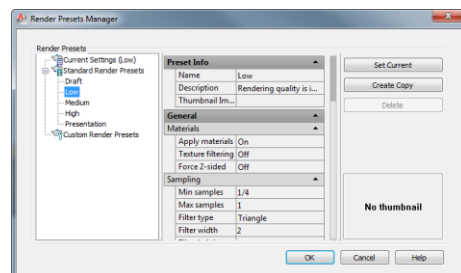 Render Presets Manager
Render Presets
Current Settings (Low)
Standard Render Presets
Draft
Low
Medium
High
Presentation
Custom Render Presets
Preset Info
Name Low
Description Rendering quality is i...
Thumbnail Im...
General
Materials
Apply materials On
Texture filtering Off
Force 2-sided Off
Sampling
Min samples 1/4
Max samples 1
Filter type Triangle
Filter width 2
Set Current
Create Copy
Delete
No thumbnail
OK Cancel Help